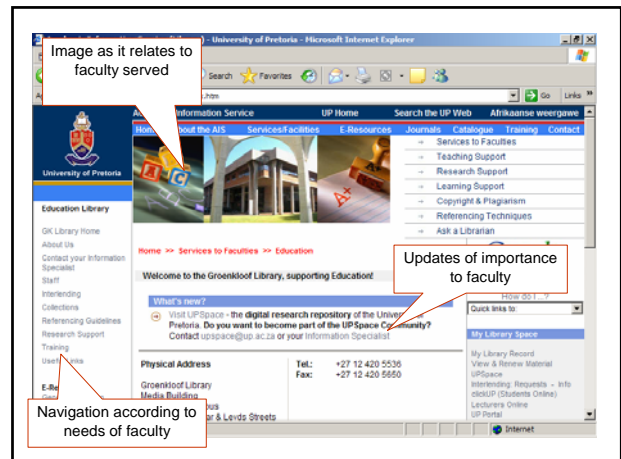 Image as it relates to
faculty served
- University of Pretoria - Microsoft Internet Explorer
Search Favorites
.htm
Go Links
Information Service UP Home Search the UP Web Afrikaanse weergawe
About the AIS Services/Facilities E-Resources Journals Catalogue Training Contact
→ Services to Faculties
→ Teaching Support
→ Research Support
→ Learning Support
→ Copyright & Plagiarism
→ Referencing Techniques
→ Ask a Librarian
A
C
A+
University of Pretoria
Education Library
GK Library Home
About Us
Contact your Information
Specialist
Staff
Interlending
Collections
Referencing Guidelines
Research Support
Training
Home >> Services to Faculties >> Education
Welcome to the Groenkloof Library, supporting Education!
Updates of importance
to faculty
What's new?
Visit UPSpace - the digital research repository of the
Pretoria. Do you want to become part of the UPSpace Community?
Contact upspace@up.ac.za or your Information Specialist
How do I...?
Quick links to:
My Library Space
My Library Record
View & Renew Material
UPSpace
Interlending: Requests - Info
clickUP (Students Online)
Lecturers Online
UP Portal
Physical Address
Groenkloof Library
Media Building
& Leyds Streets
Tel.: +27 12 420 5536
Fax: +27 12 420 5650
Navigation according to
needs of faculty
Internet